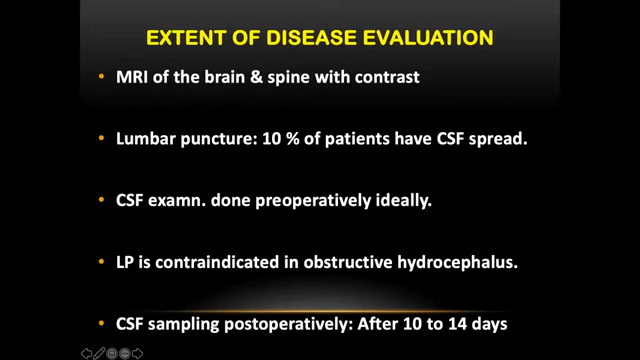 EXTENT OF DISEASE EVALUATION
• MRI of the brain & spine with contrast
• Lumbar puncture: 10 % of patients have CSF spread.
• CSF examn. done preoperatively ideally.
• LP is contraindicated in obstructive hydrocephalus.
• CSF sampling postoperatively: After 10 to 14 days